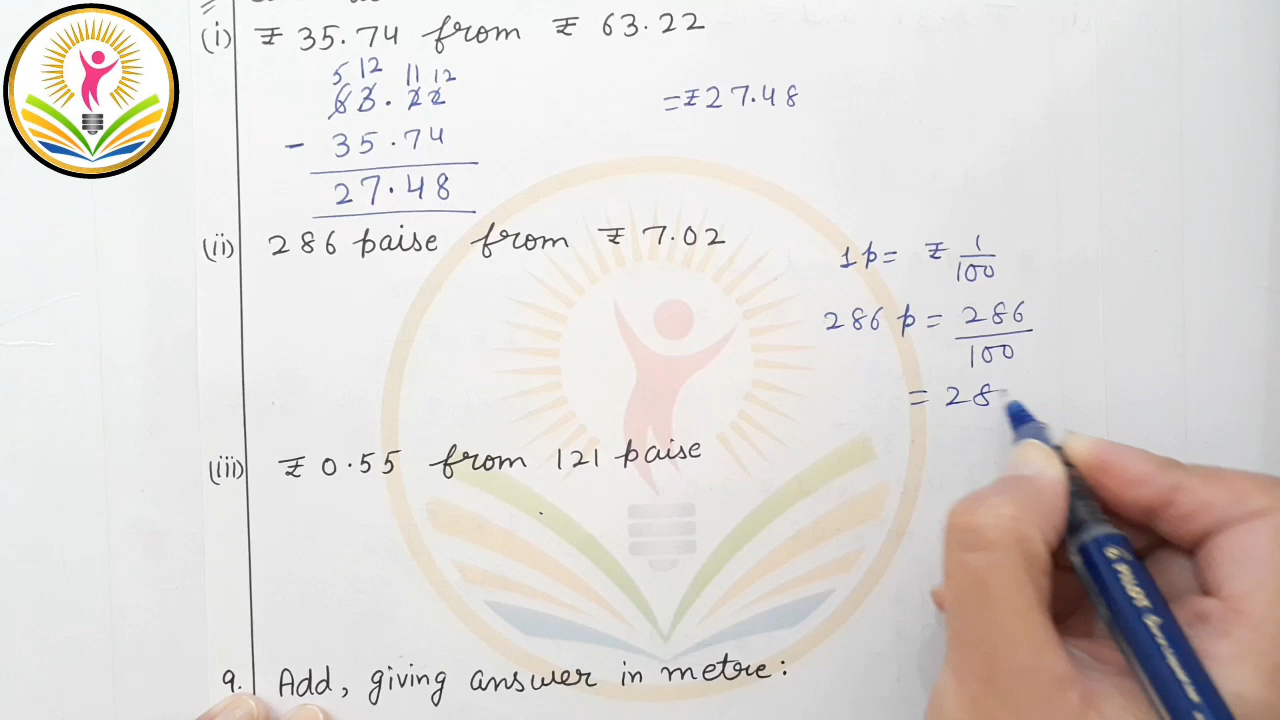 (i) ₹ 35.74 from ₹ 63.22
5 12 11 12
63.22 = ₹ 27.48
- 35.74
27.48
(ii) 286 paise from ₹ 7.02
1 p = ₹ 1/100
286 p = 286/100
= 28
(iii) ₹ 0.55 from 121 paise
9. Add, giving answer in metre: